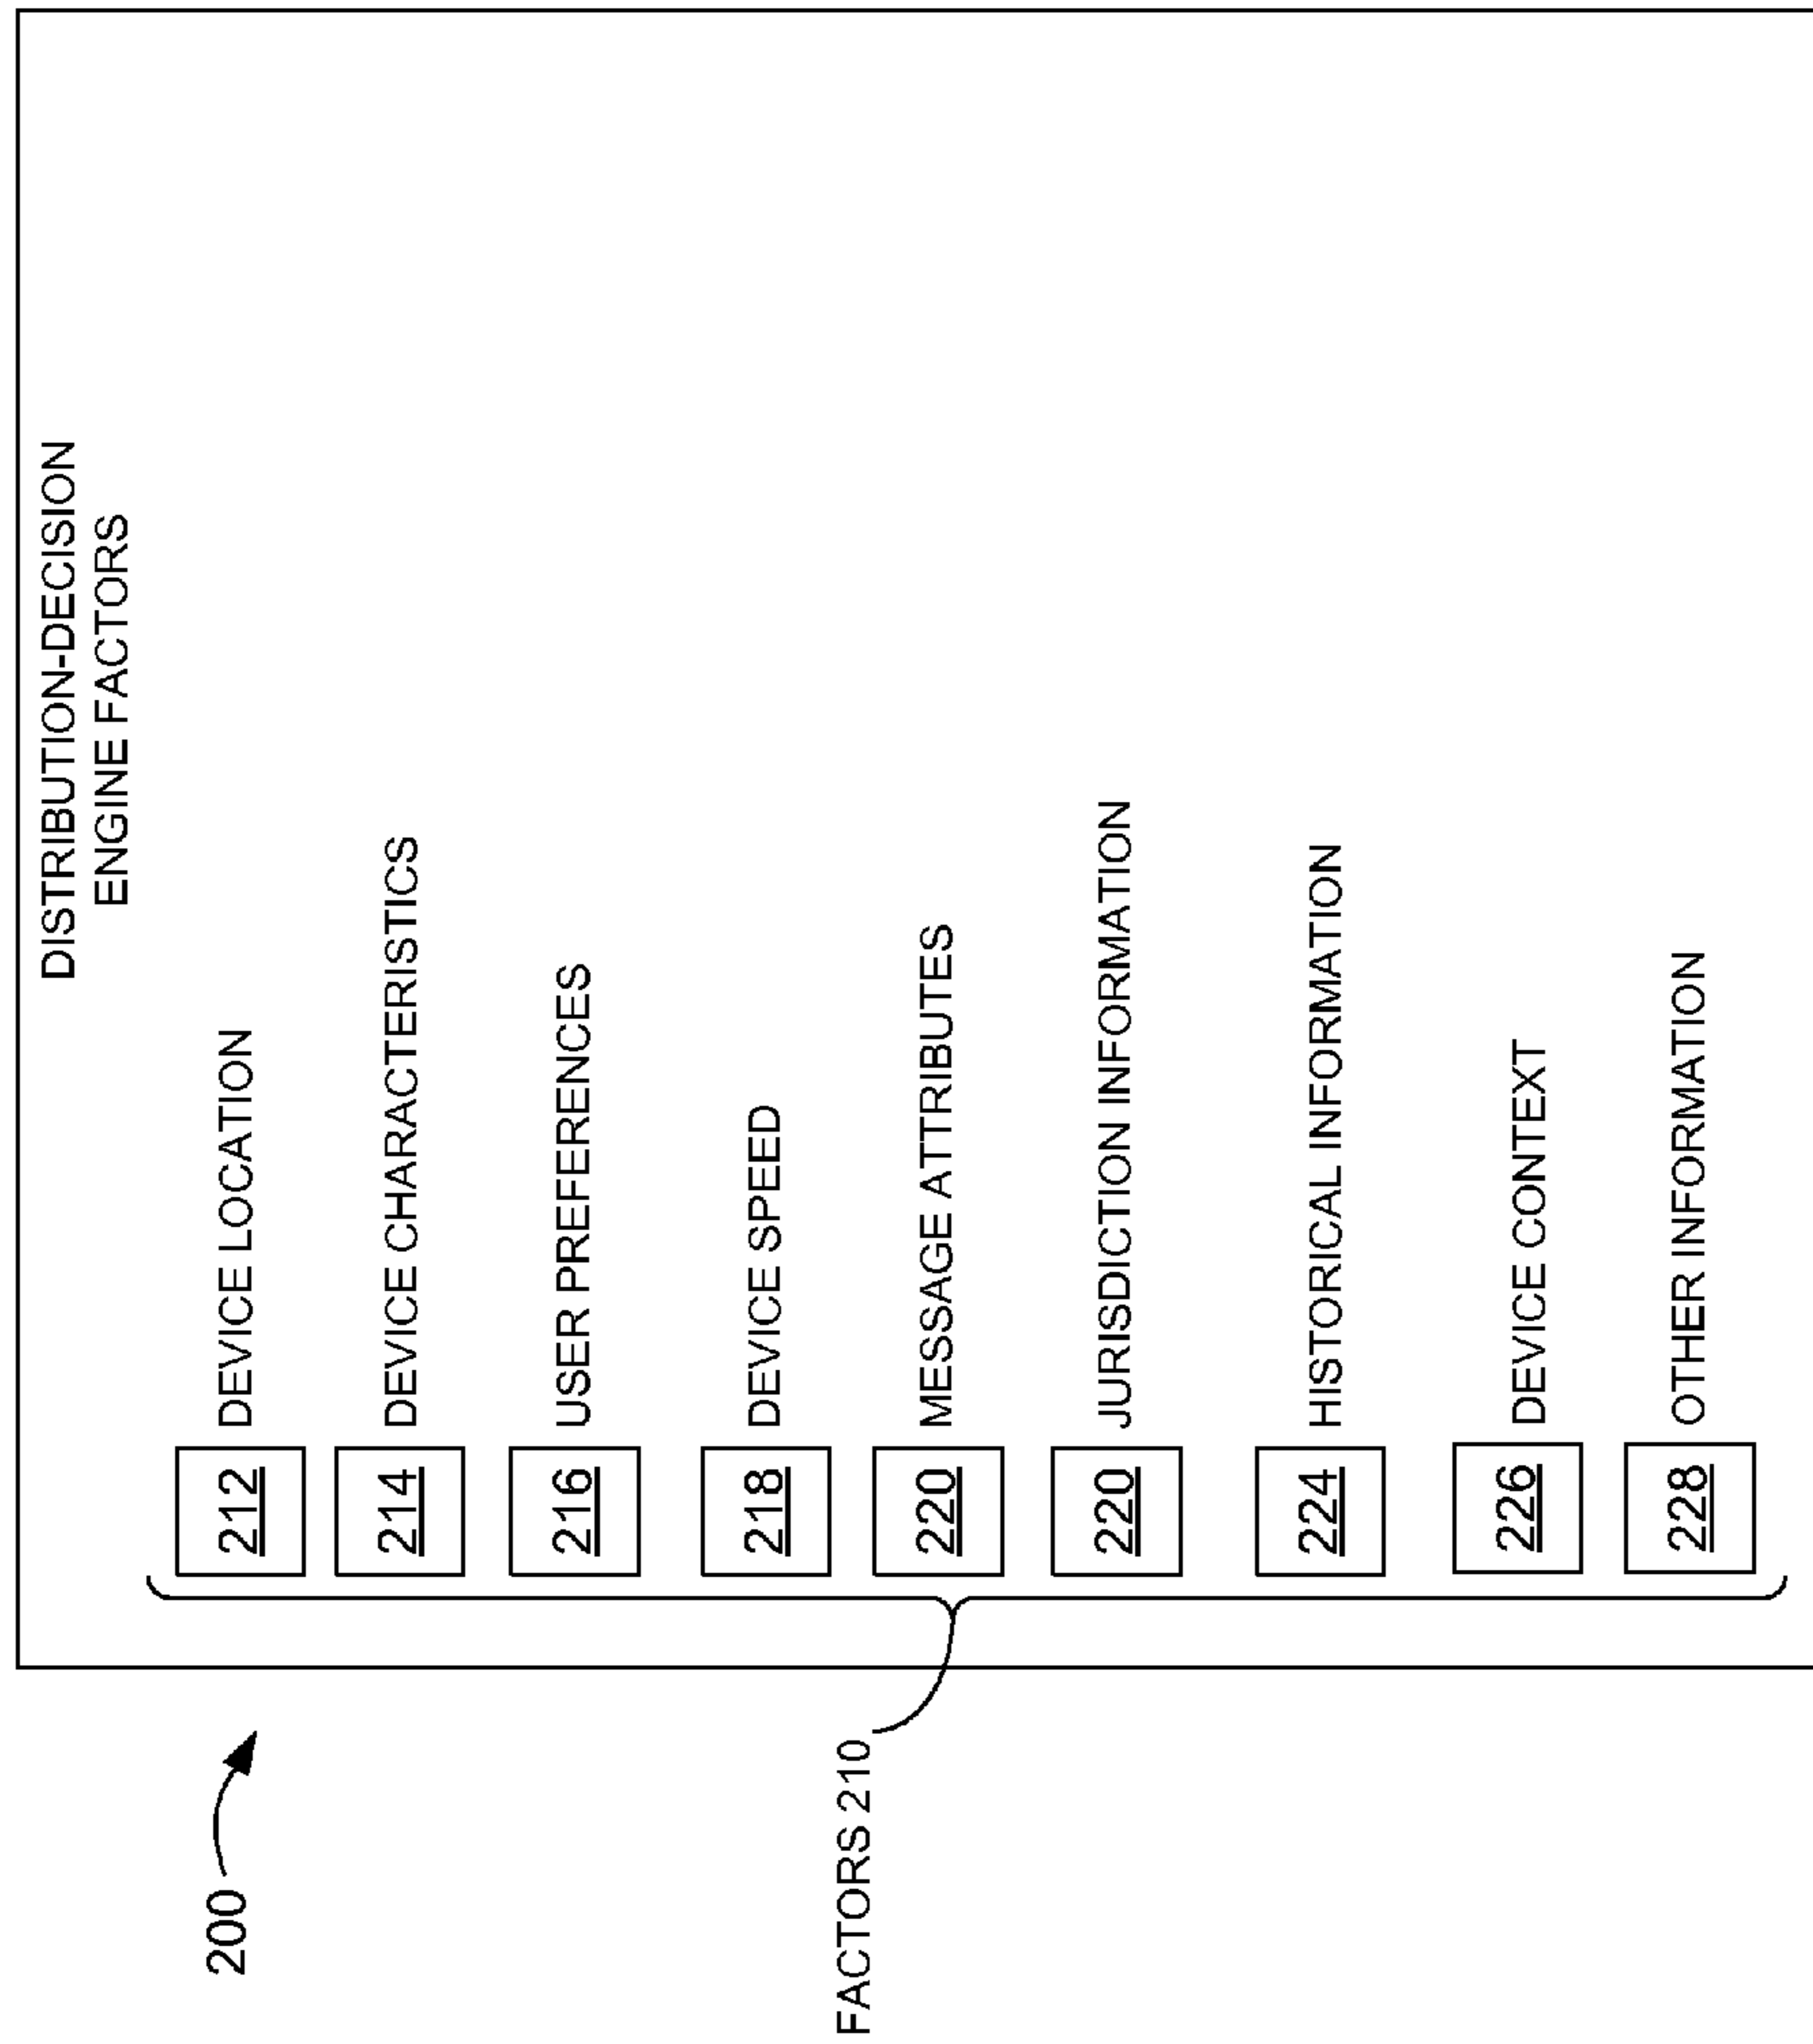 DISTRIBUTION-DECISION
ENGINE FACTORS
200
212 DEVICE LOCATION
214 DEVICE CHARACTERISTICS
216 USER PREFERENCES
218 DEVICE SPEED
FACTORS 210
220 MESSAGE ATTRIBUTES
220 JURISDICTION INFORMATION
224 HISTORICAL INFORMATION
226 DEVICE CONTEXT
228 OTHER INFORMATION